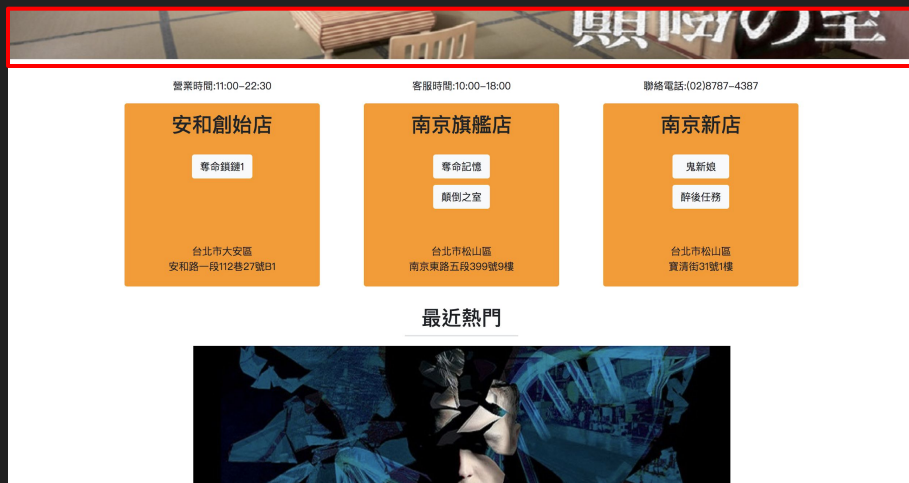 顛倒の室
營業時間:11:00–22:30
客服時間:10:00–18:00
聯絡電話:(02)8787–4387
安和創始店
奪命鎖鏈1
台北市大安區
安和路一段112巷27號B1
南京旗艦店
奪命記憶
顛倒之室
台北市松山區
南京東路五段399號9樓
南京新店
鬼新娘
醉後任務
台北市松山區
寶清街31號1樓
最近熱門